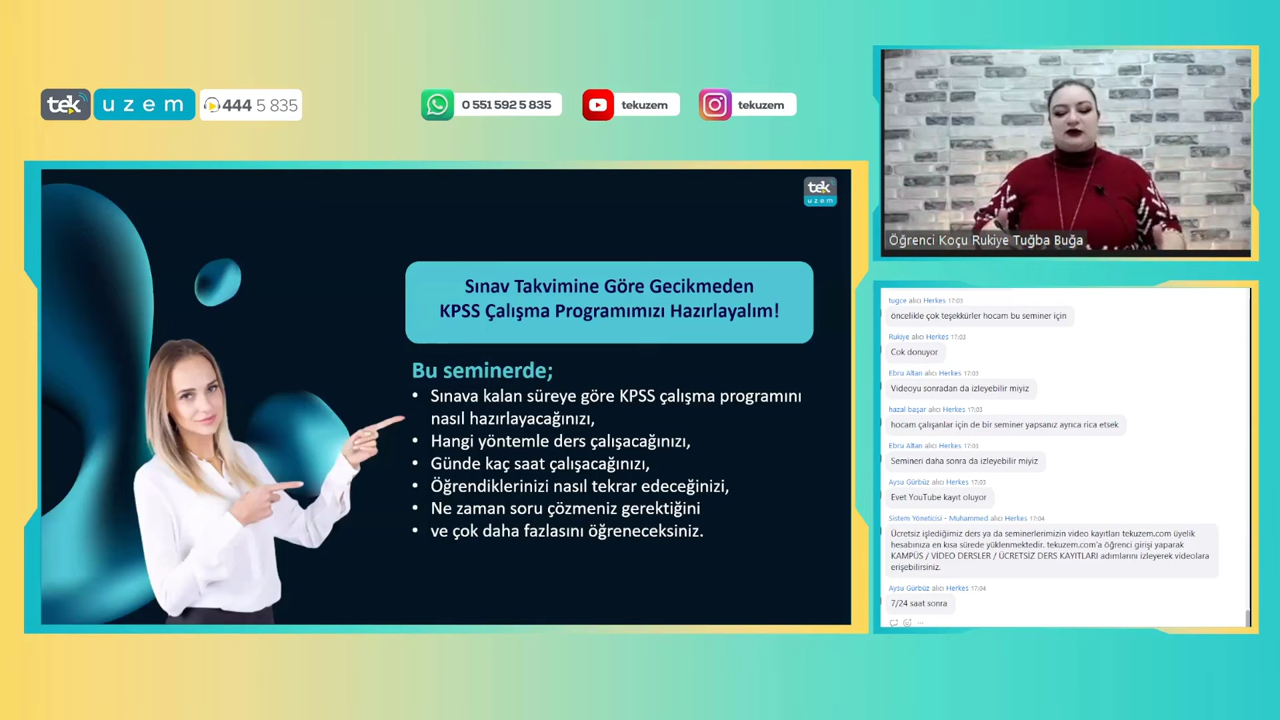 tek
uzem
444 5 835
0 551 592 5 835
tekuzem
tekuzem
tek
uzem
Sınav Takvimine Göre Gecikmeden
KPSS Çalışma Programımızı Hazırlayalım!
Bu seminerde;
• Sınava kalan süreye göre KPSS çalışma programını
nasıl hazırlayacağınızı,
• Hangi yöntemle ders çalışacağınızı,
• Günde kaç saat çalışacağınızı,
• Öğrendiklerinizi nasıl tekrar edeceğinizi,
• Ne zaman soru çözmeniz gerektiğini
• ve çok daha fazlasını öğreneceksiniz.
Öğrenci Koçu Rukiye Tuğba Buğa
tugce alıcı Herkes 17:03
öncelikle çok teşekkürler hocam bu seminer için
Rukiye alıcı Herkes 17:03
Cok donuyor
Ebru Altan alıcı Herkes 17:03
Videoyu sonradan da izleyebilir miyiz
hazal başar alıcı Herkes 17:03
hocam çalışanlar için de bir seminer yapsanız ayrıca rica etsek
Ebru Altan alıcı Herkes 17:03
Semineri daha sonra da izleyebilir miyiz
Aysu Gürbüz alıcı Herkes 17:03
Evet YouTube kayıt oluyor
Sistem Yöneticisi - Muhammed alıcı Herkes 17:04
Ücretsiz işlediğimiz ders ya da seminerlerimizin video kayıtları tekuzem.com üyelik
hesabınıza en kısa sürede yüklenmektedir. tekuzem.com'a öğrenci girişi yaparak
KAMPÜS / VİDEO DERSLER / ÜCRETSİZ DERS KAYITLARI adımlarını izleyerek videolara
erişebilirsiniz.
Aysu Gürbüz alıcı Herkes 17:04
7/24 saat sonra